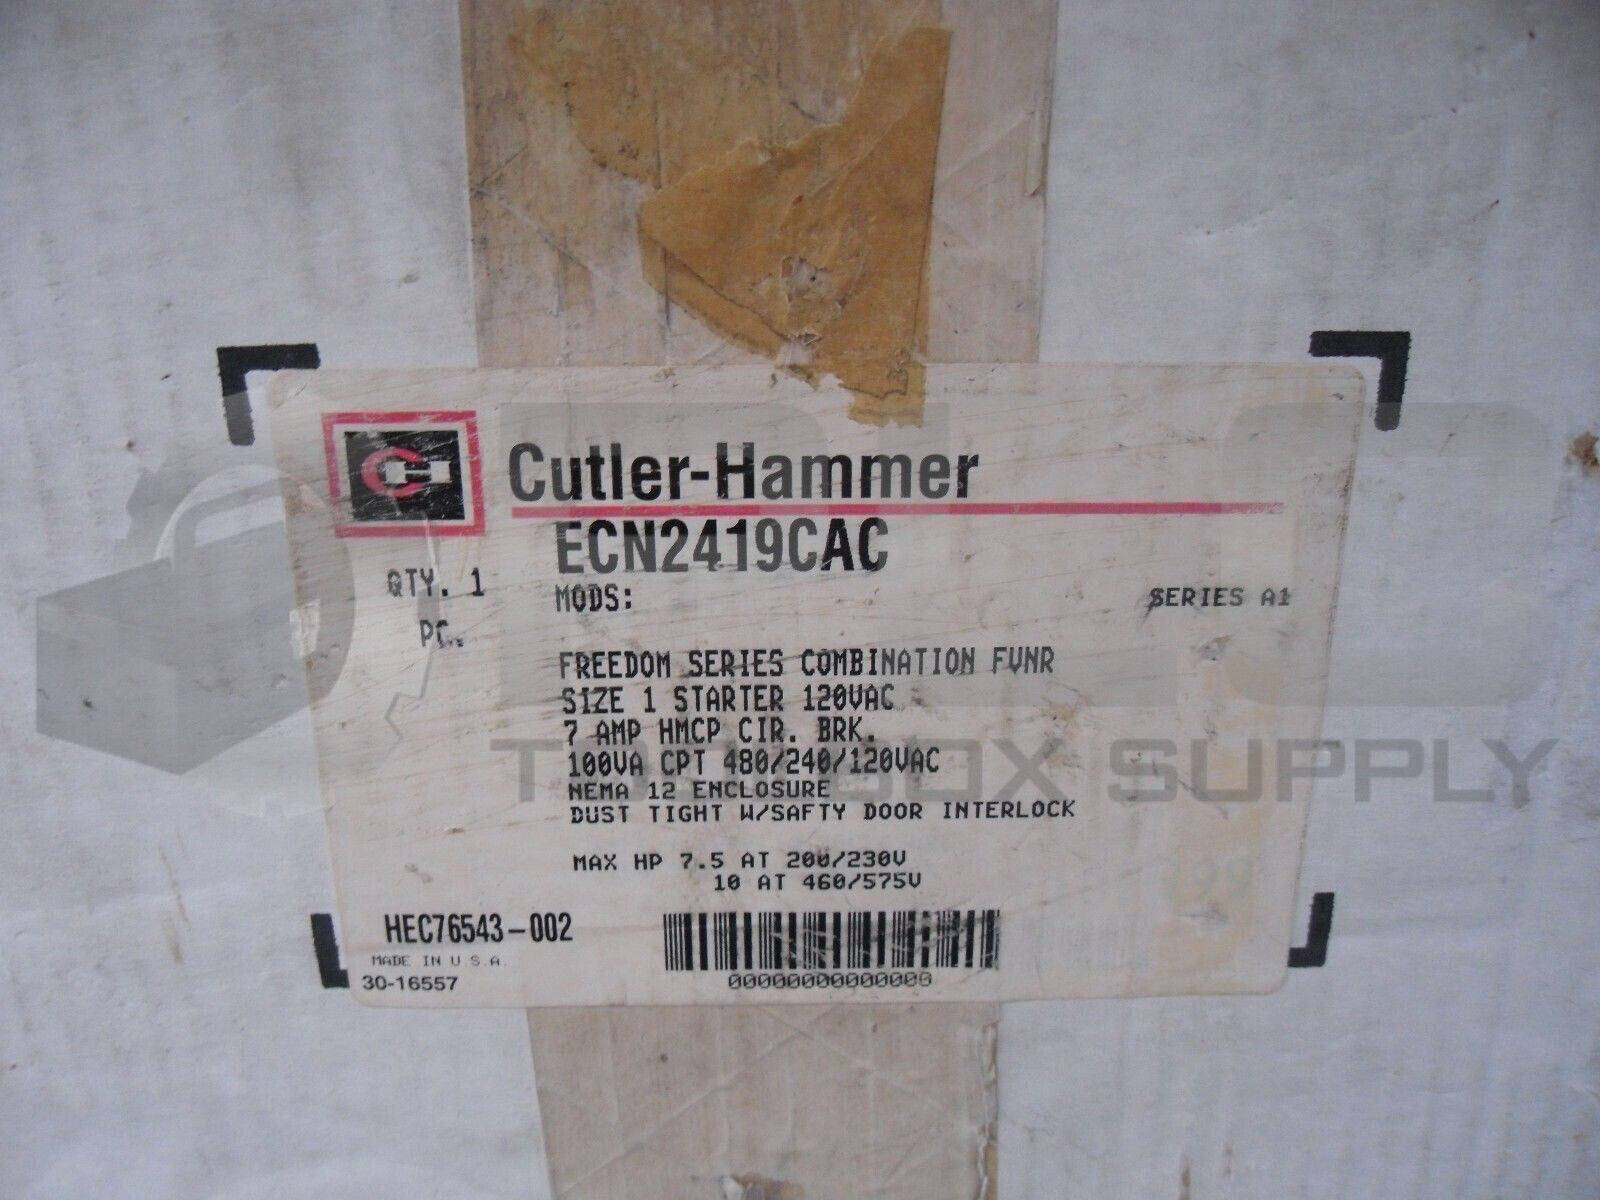 CH
Cutler-Hammer
ECN2419CAC
QTY. 1
MODS:
SERIES A1
PC.
FREEDOM SERIES COMBINATION FVNR
SIZE 1 STARTER 120VAC
7 AMP HMCP CIR. BRK.
100VA CPT 480/240/120VAC
NEMA 12 ENCLOSURE
DUST TIGHT W/SAFTY DOOR INTERLOCK
MAX HP 7.5 AT 200/230V
10 AT 460/575V
HEC76543-002
MADE IN U.S.A.
30-16557
SUPPLY